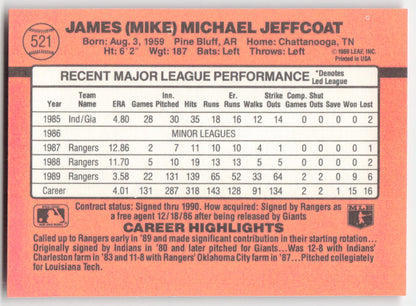 521
JAMES (MIKE) MICHAEL JEFFCOAT
Born: Aug. 3, 1959 Pine Bluff, AR Home: Chattanooga, TN
Ht: 6'2" Wgt: 187 Bats: Left Throws: Left
© 1989 LEAF, INC.
Printed in USA
RECENT MAJOR LEAGUE PERFORMANCE *Denotes Led League
Year Team Name ERA Games Inn. Pitched Hits Runs Er. Runs Walks Strike Outs Comp. Games Shut Outs Saves Won Lost
1985 Ind/Gia 4.80 28 30 35 18 16 12 14 0 0 0 0 2
1986 MINOR LEAGUES
1987 Rangers 12.86 2 7 11 10 10 4 1 0 0 0 0 1
1988 Rangers 11.70 5 10 19 13 13 5 5 0 0 0 0 2
1989 Rangers 3.58 22 131 139 65 52 33 64 2 2 0 9 6
Career 4.01 131 287 318 143 128 91 134 3 2 1 15 16
Contract status: Signed thru 1990. How acquired: Signed by Rangers as
a free agent 12/18/86 after being released by Giants
CAREER HIGHLIGHTS
MLB
Called up to Rangers early in '89 and made significant contribution in their starting rotation...
Originally signed by Indians in '80 and later pitched for Giants...Was 12-8 with Indians'
Charleston farm in '83 and 11-8 with Rangers' Oklahoma City farm in '87...Pitched collegiately
for Louisiana Tech.